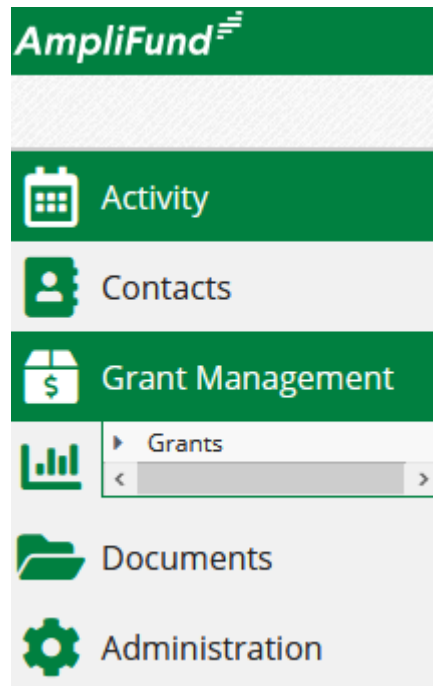 AmpliFund
Activity
Contacts
$
Grant Management
Grants
Documents
Administration